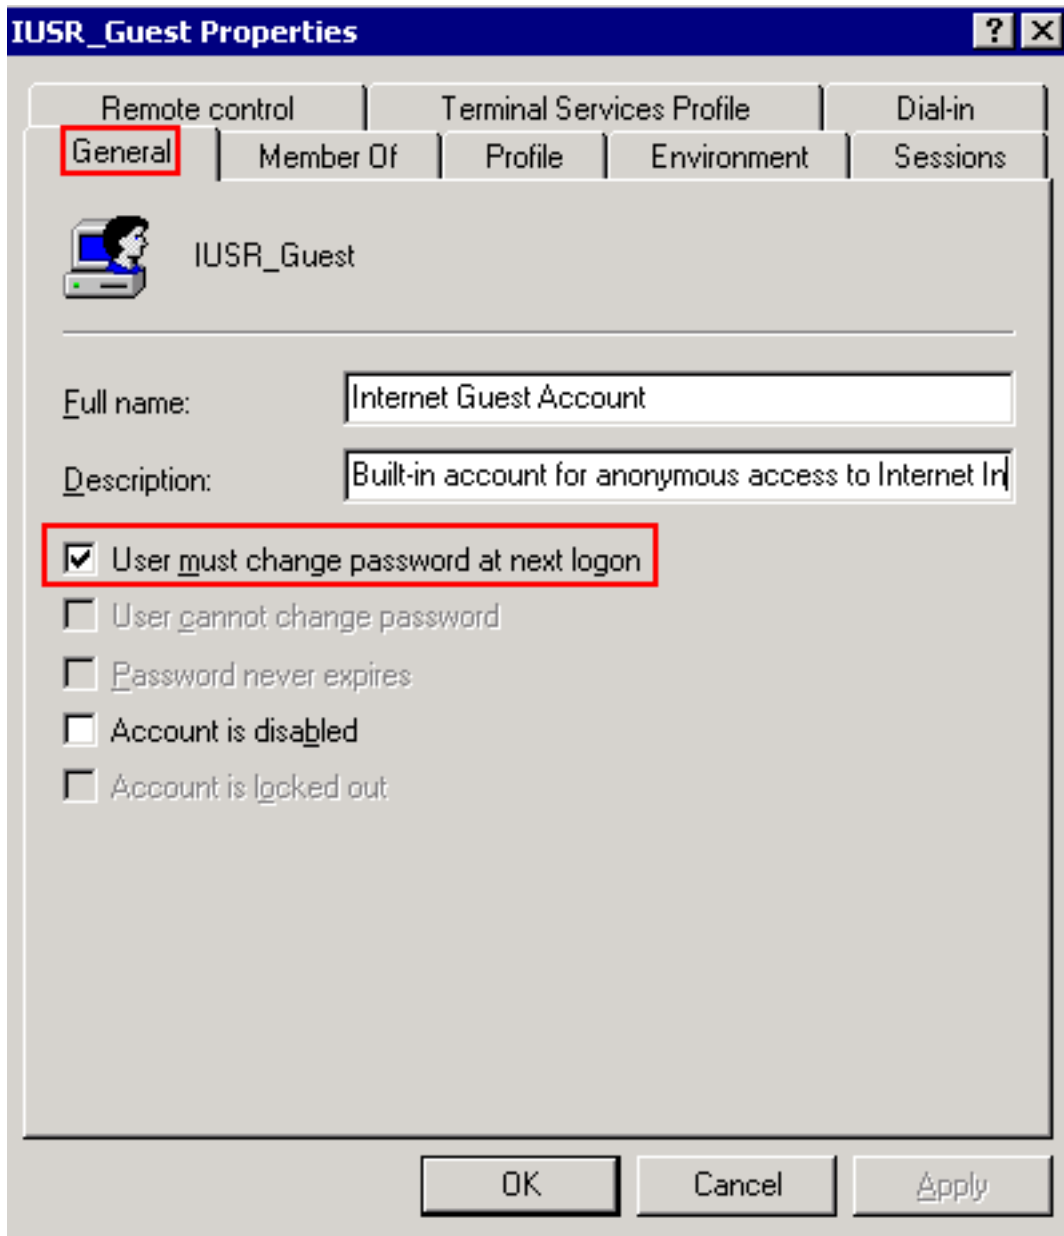 IUSR_Guest Properties
Remote control Terminal Services Profile Dial-in
General Member Of Profile Environment Sessions
IUSR_Guest
Full name: Internet Guest Account
Description: Built-in account for anonymous access to Internet In
User must change password at next logon
User cannot change password
Password never expires
Account is disabled
Account is locked out
OK Cancel Apply